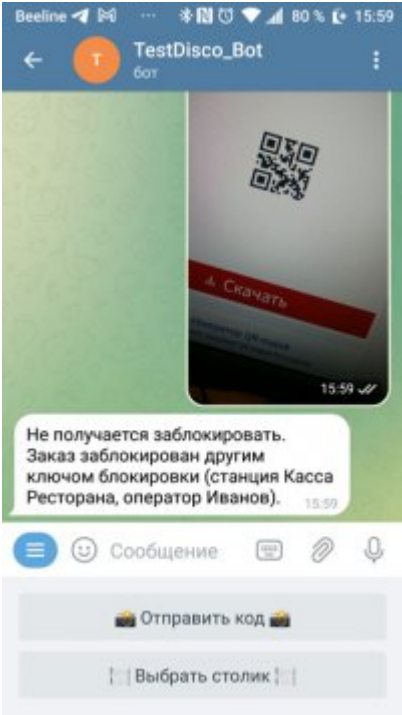 Beeline 80 % 15:59
T TestDisco_Bot
бот
Скачать
15:59
Не получается заблокировать.
Заказ заблокирован другим
ключом блокировки (станция Касса
Ресторана, оператор Иванов). 15:59
Сообщение
Отправить код
Выбрать столик